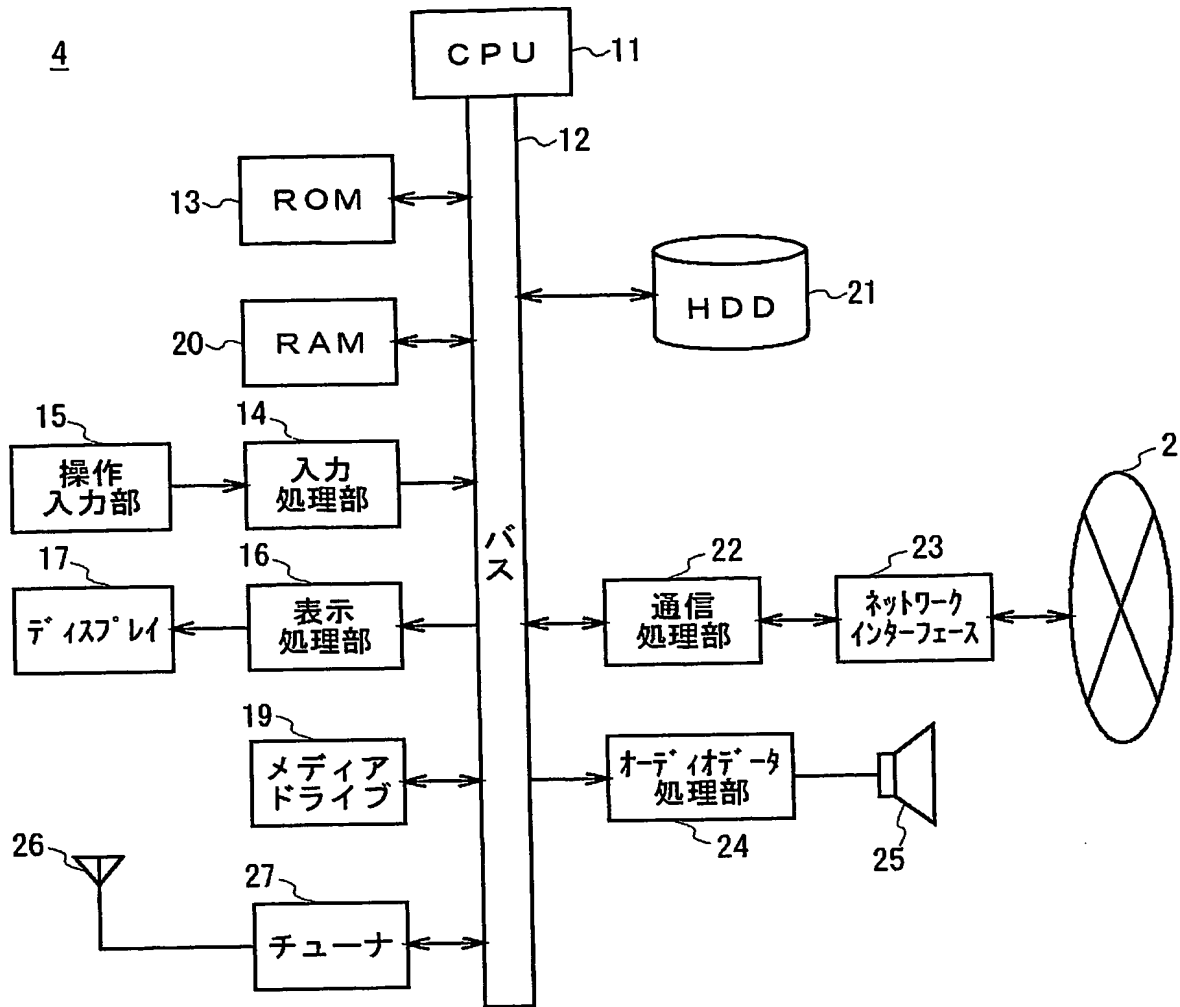 4
CPU
11
12
ROM
13
HDD
21
RAM
20
15
操作
入力部
14
入力
処理部
バス
2
17
ディスプレイ
16
表示
処理部
22
通信
処理部
23
ネットワーク
インターフェース
19
メディア
ドライブ
オーディオデータ
処理部
24
25
26
27
チューナ